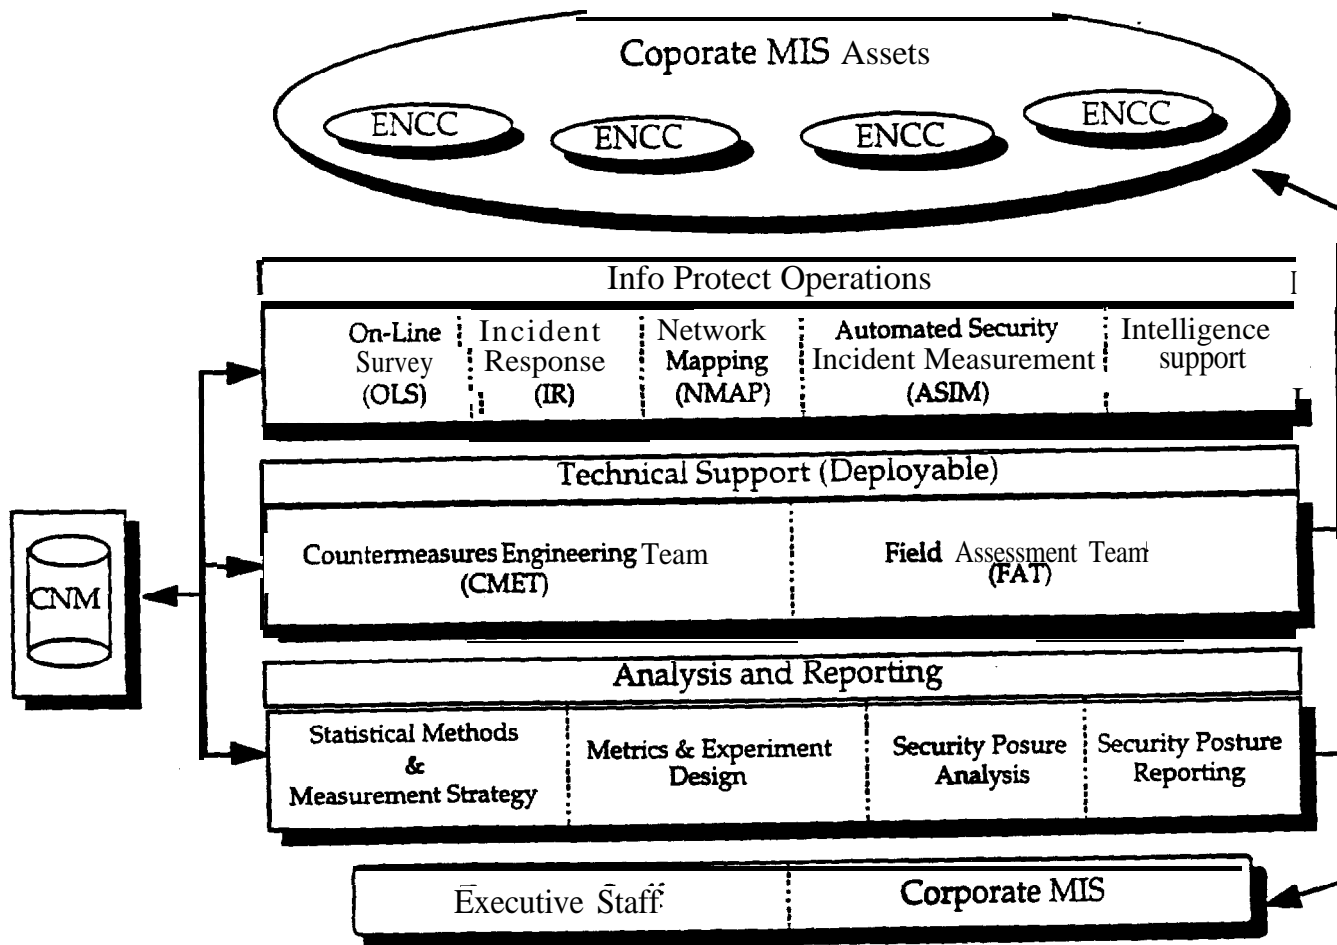 Coporate MIS Assets
ENCC
ENCC
ENCC
ENCC
Info Protect Operations
On-Line
Survey
(OLS)
Incident
Response
(IR)
Network
Mapping
(NMAP)
Automated Security
Incident Measurement
(ASIM)
Intelligence
support
Technical Support (Deployable)
Countermeasures Engineering Team
(CMET)
Field Assessment Team
(FAT)
CNM
Analysis and Reporting
Statistical Methods
&
Measurement Strategy
Metrics & Experiment
Design
Security Posure
Analysis
Security Posture
Reporting
Executive Staff
Corporate MIS